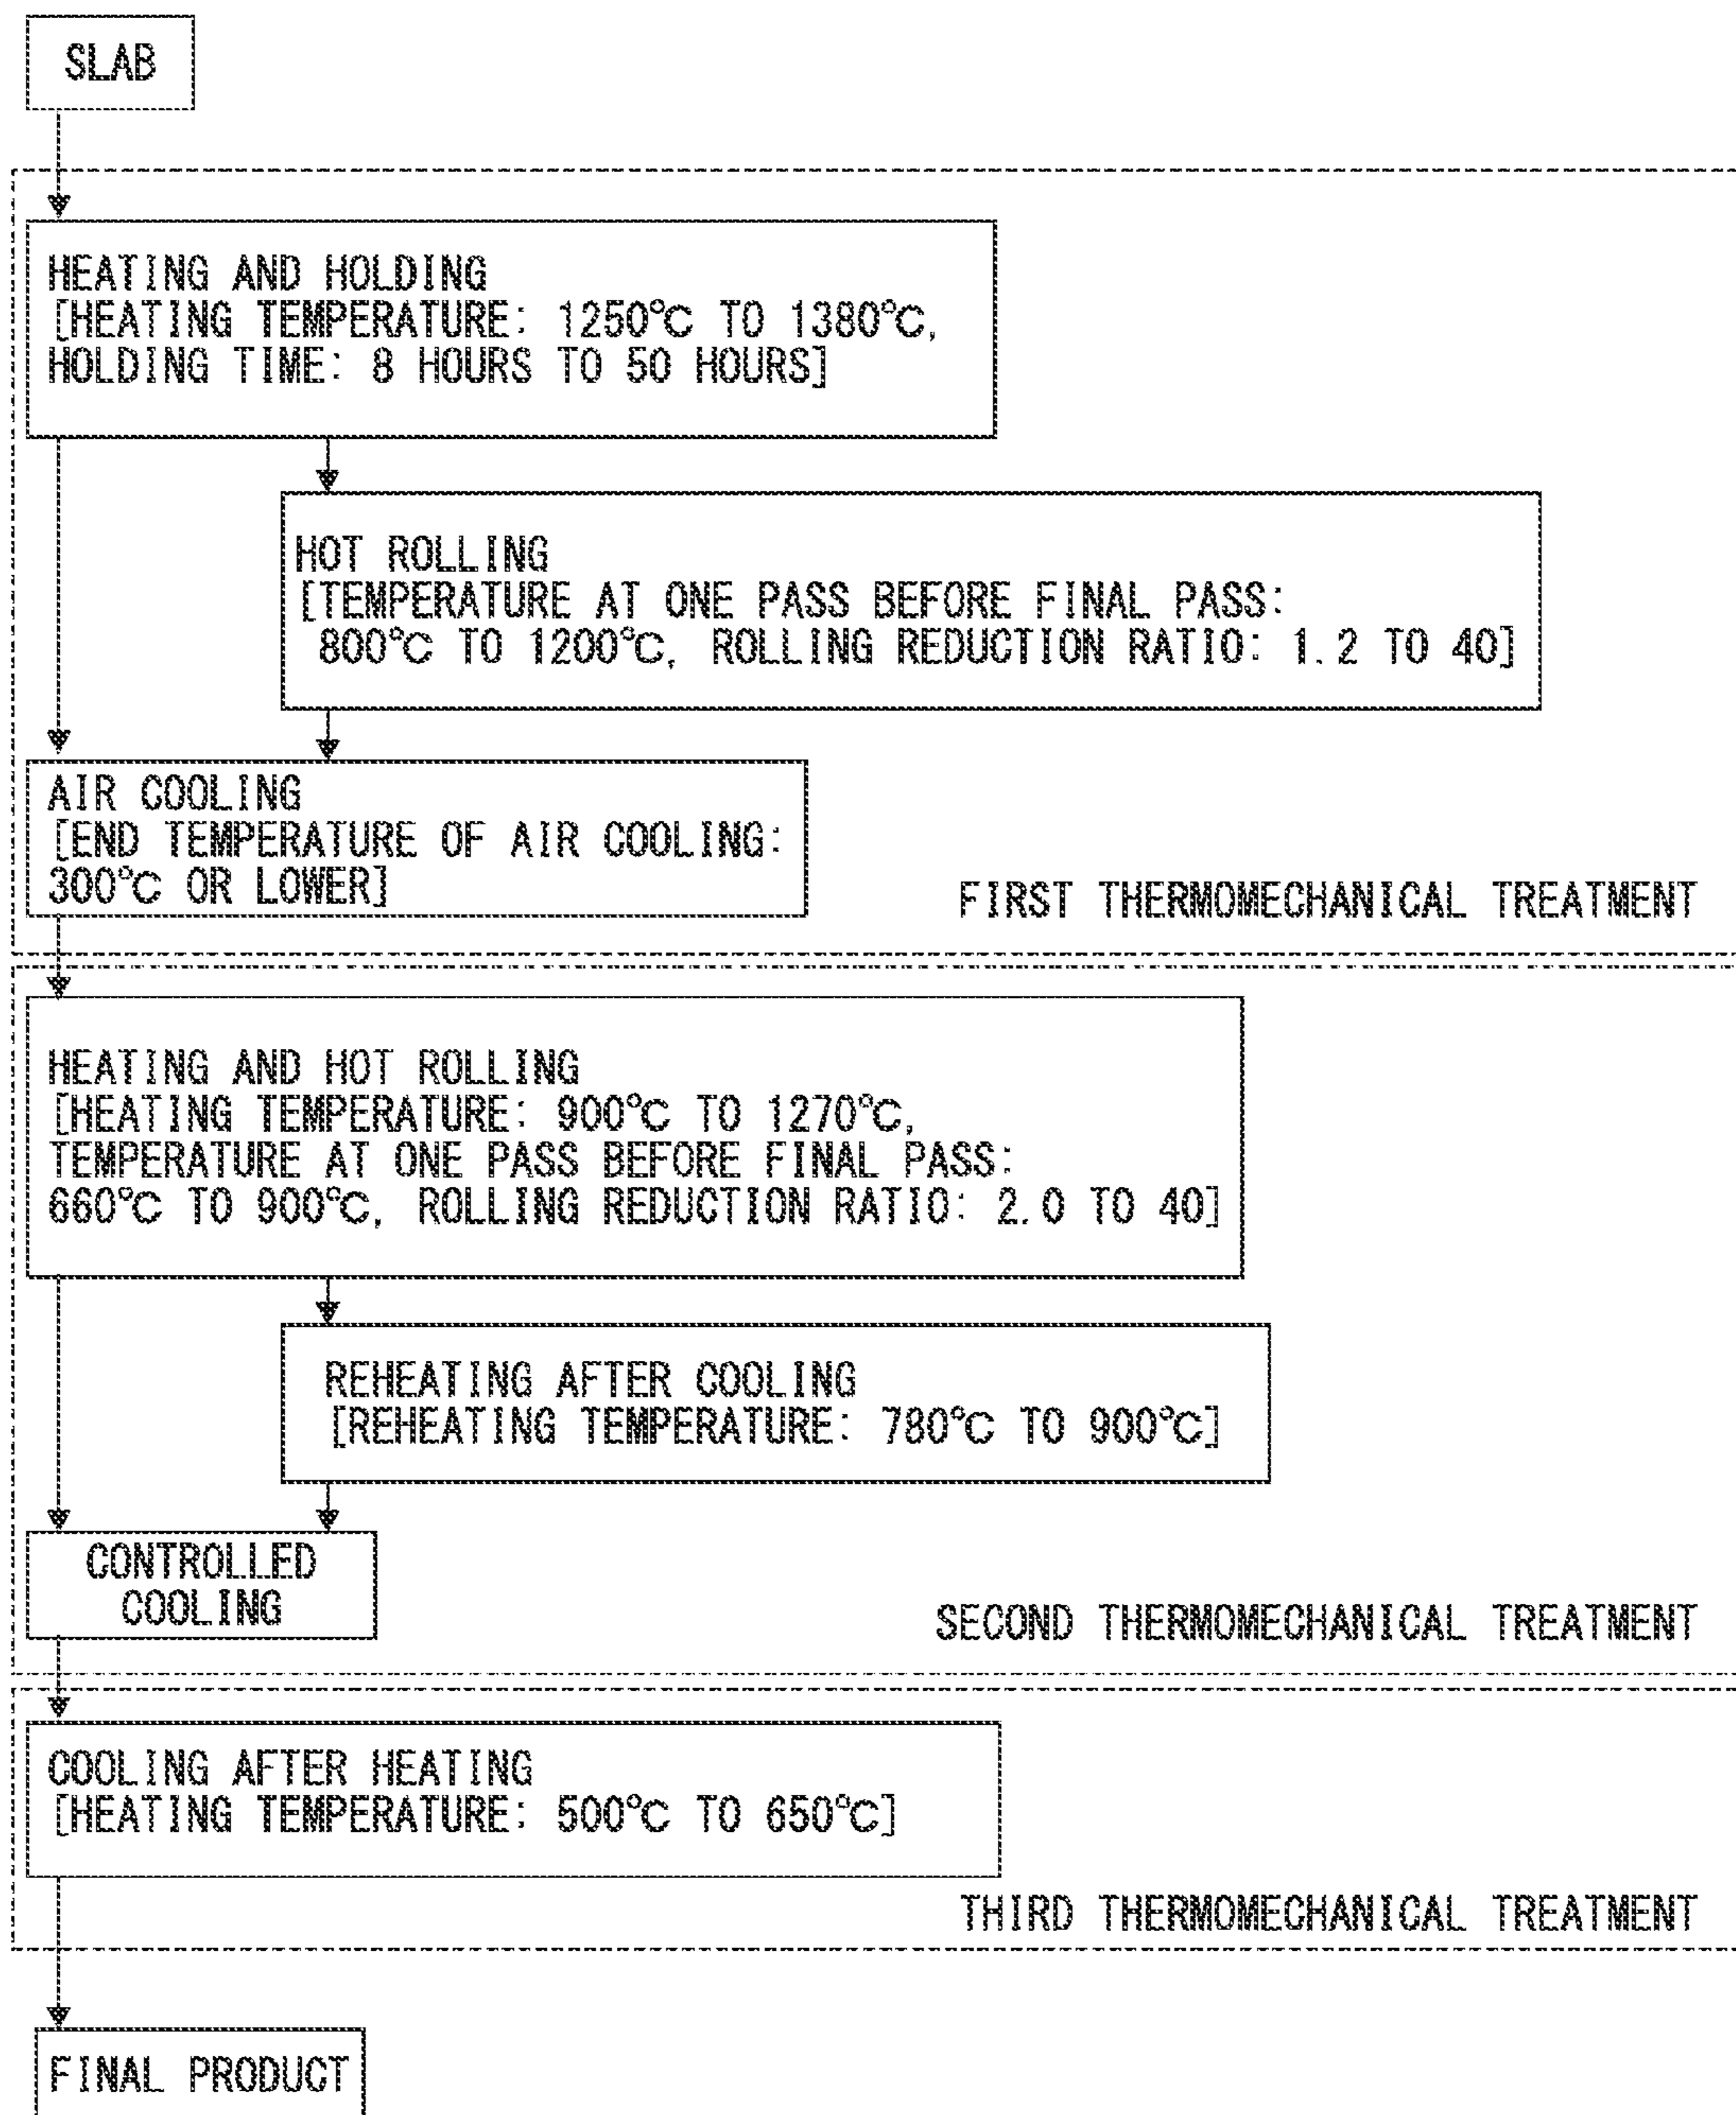 SLAB
HEATING AND HOLDING
[HEATING TEMPERATURE: 1250℃ TO 1380℃,
HOLDING TIME: 8 HOURS TO 50 HOURS]
HOT ROLLING
[TEMPERATURE AT ONE PASS BEFORE FINAL PASS:
800℃ TO 1200℃, ROLLING REDUCTION RATIO: 1.2 TO 40]
AIR COOLING
[END TEMPERATURE OF AIR COOLING:
300℃ OR LOWER]
FIRST THERMOMECHANICAL TREATMENT
HEATING AND HOT ROLLING
[HEATING TEMPERATURE: 900℃ TO 1270℃,
TEMPERATURE AT ONE PASS BEFORE FINAL PASS:
660℃ TO 900℃, ROLLING REDUCTION RATIO: 2.0 TO 40]
REHEATING AFTER COOLING
[REHEATING TEMPERATURE: 780℃ TO 900℃]
CONTROLLED
COOLING
SECOND THERMOMECHANICAL TREATMENT
COOLING AFTER HEATING
[HEATING TEMPERATURE: 500℃ TO 650℃]
THIRD THERMOMECHANICAL TREATMENT
FINAL PRODUCT